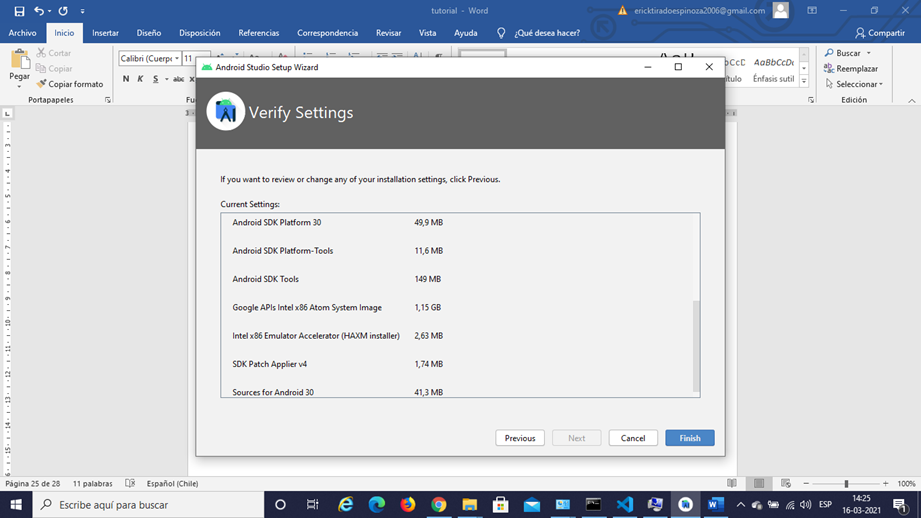 tutorial - Word
ericktiradoespinoza2006@gmail.com
Archivo Inicio Insertar Diseño Disposición Referencias Correspondencia Revisar Vista Ayuda ¿Qué desea hacer? Compartir
Pegar
Cortar
Copiar
Copiar formato
Portapapeles
Calibri (Cuerpo 11
N K S abc
Énfasis sutil
Buscar
Reemplazar
Seleccionar
Edición
Android Studio Setup Wizard
Verify Settings
If you want to review or change any of your installation settings, click Previous.
Current Settings:
Android SDK Platform 30 49,9 MB
Android SDK Platform-Tools 11,6 MB
Android SDK Tools 149 MB
Google APIs Intel x86 Atom System Image 1,15 GB
Intel x86 Emulator Accelerator (HAXM installer) 2,63 MB
SDK Patch Applier v4 1,74 MB
Sources for Android 30 41,3 MB
Previous Next Cancel Finish
Página 25 de 28 11 palabras Español (Chile) 100%
Escribe aquí para buscar
ESP
14:25
16-03-2021